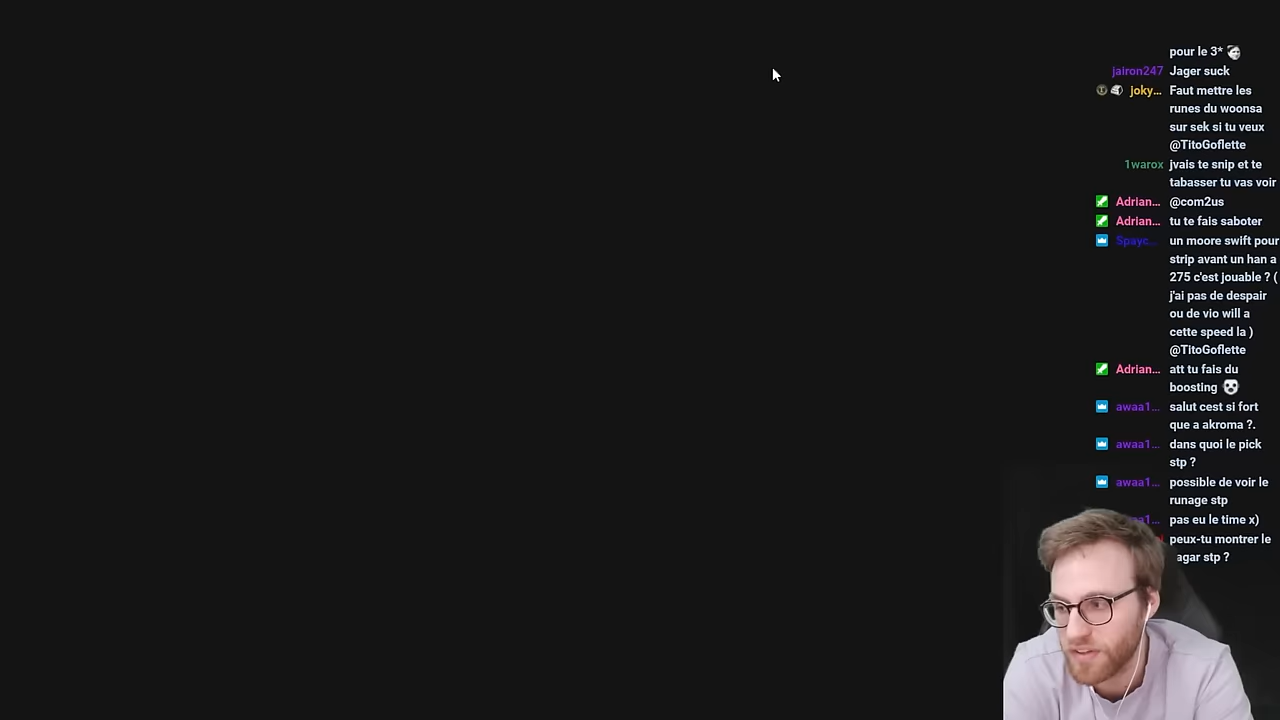 pour le 3*
jairon247 Jager suck
joky... Faut mettre les
runes du woonsa
sur sek si tu veux
@TitoGoflette
1warox jvais te snip et te
tabasser tu vas voir
Adrian... @com2us
Adrian... tu te fais saboter
Spayc... un moore swift pour
strip avant un han a
275 c'est jouable ? (
j'ai pas de despair
ou de vio will a
cette speed la )
@TitoGoflette
Adrian... att tu fais du
boosting
awaa1... salut cest si fort
que a akroma ?.
awaa1... dans quoi le pick
stp ?
awaa1... possible de voir le
runage stp
pas eu le time x)
peux-tu montrer le
agar stp ?